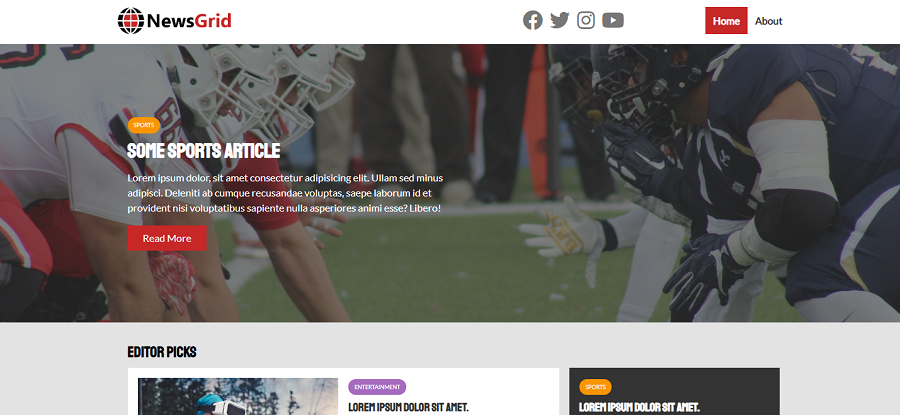 NewsGrid
Home
About
SPORTS
SOME SPORTS ARTICLE
Lorem ipsum dolor, sit amet consectetur adipisicing elit. Ullam sed minus
adipisci. Deleniti ab cumque recusandae voluptas, saepe laborum id et
provident nisi voluptatibus sapiente nulla asperiores animi esse? Libero!
Read More
EDITOR PICKS
ENTERTAINMENT
LOREM IPSUM DOLOR SIT AMET.
SPORTS
LOREM IPSUM DOLOR SIT AMET.